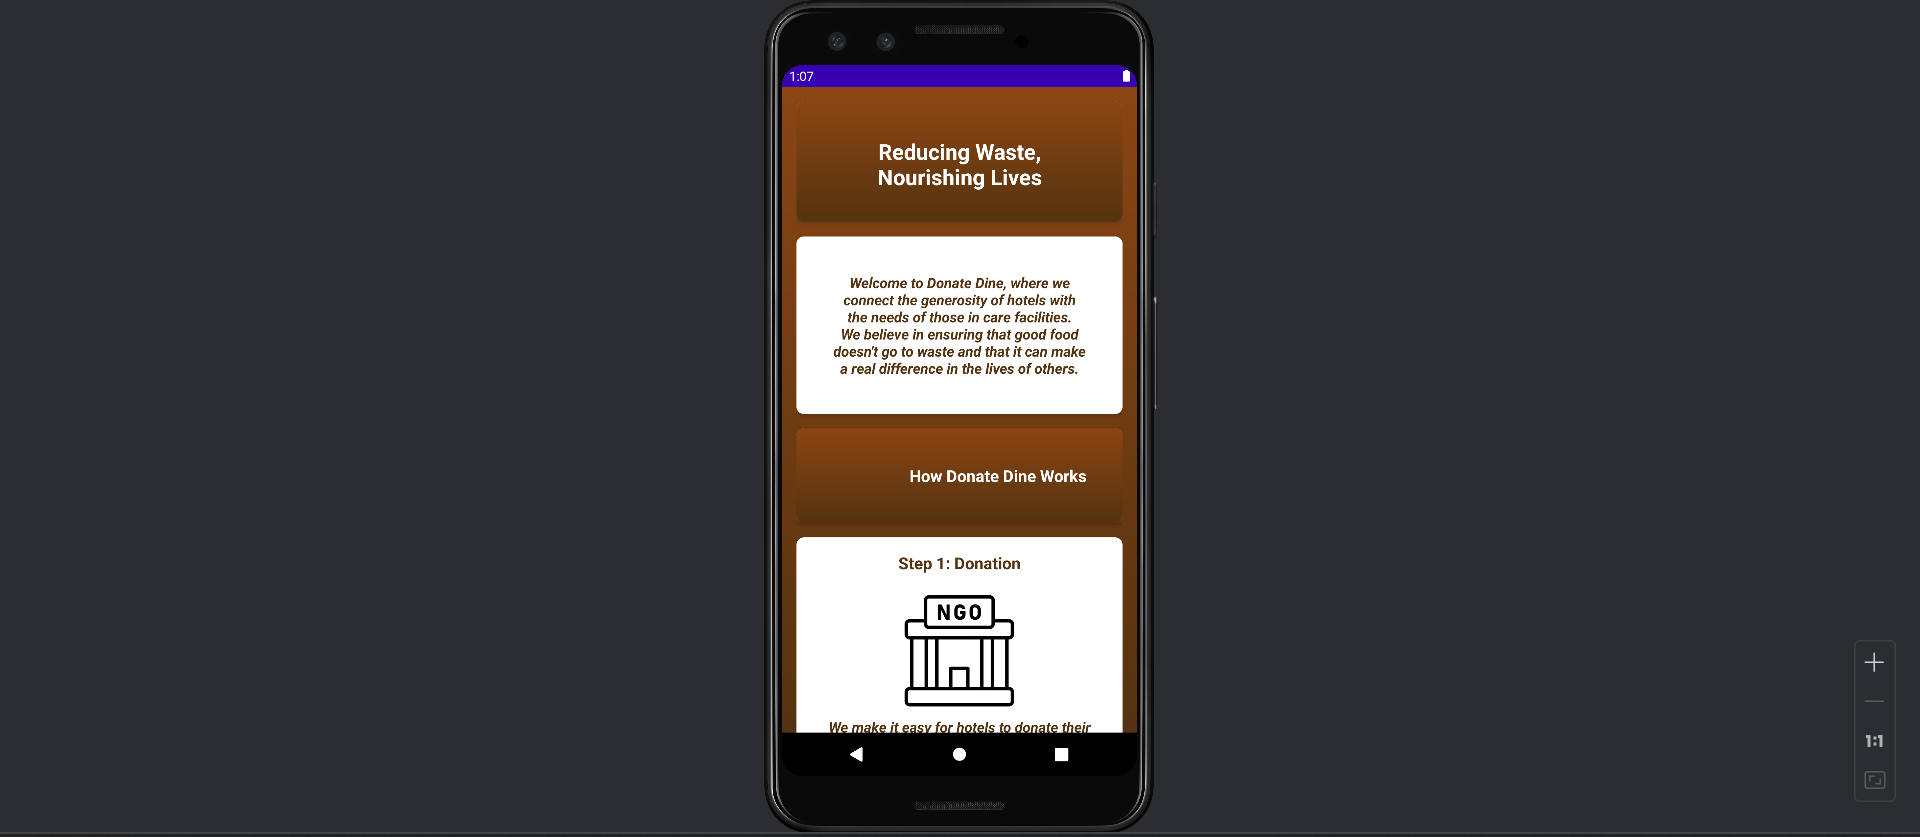 1:07
Reducing Waste,
Nourishing Lives
Welcome to Donate Dine, where we
connect the generosity of hotels with
the needs of those in care facilities.
We believe in ensuring that good food
doesn't go to waste and that it can make
a real difference in the lives of others.
How Donate Dine Works
Step 1: Donation
NGO
We make it easy for hotels to donate their
1:1